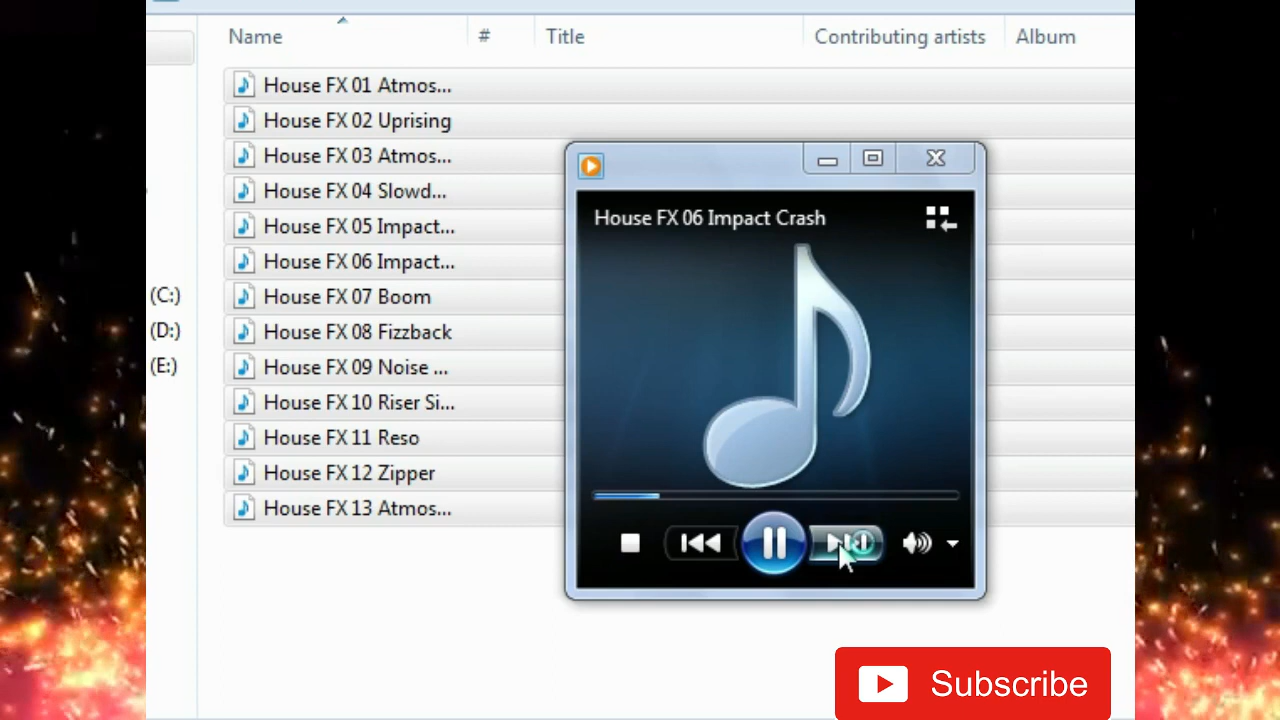 Name # Title Contributing artists Album
House FX 01 Atmos...
House FX 02 Uprising
House FX 03 Atmos...
House FX 04 Slowd...
House FX 05 Impact...
House FX 06 Impact...
House FX 07 Boom
House FX 08 Fizzback
House FX 09 Noise ...
House FX 10 Riser Si...
House FX 11 Reso
House FX 12 Zipper
House FX 13 Atmos...
(C:)
(D:)
(E:)
House FX 06 Impact Crash
Subscribe